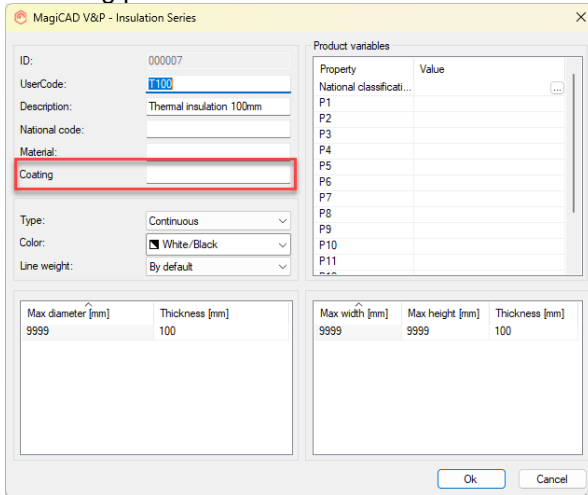 MagiCAD V&P - Insulation Series
ID: 000007
UserCode: T100
Description: Thermal insulation 100mm
National code:
Material:
Coating
Type: Continuous
Color: White/Black
Line weight: By default
Product variables
Property Value
National classificati... ...
P1
P2
P3
P4
P5
P6
P7
P8
P9
P10
P11
Max diameter [mm] Thickness [mm]
9999 100
Max width [mm] Max height [mm] Thickness [mm]
9999 9999 100
Ok Cancel